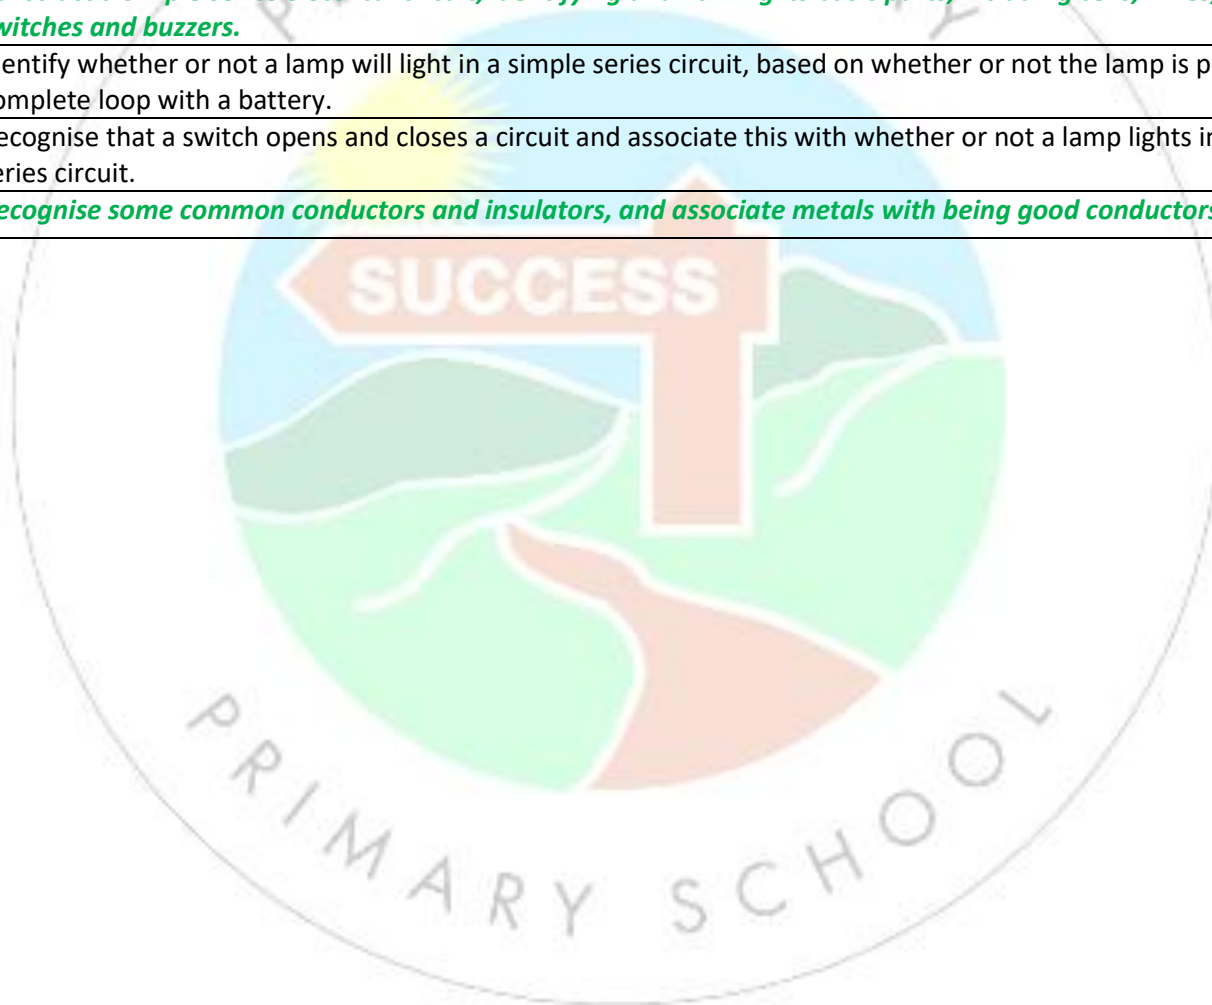 witches and buzzers.
entify whether or not a lamp will light in a simple series circuit, based on whether or not the lamp is p
omplete loop with a battery.
ecognise that a switch opens and closes a circuit and associate this with whether or not a lamp lights in
eries circuit.
ecognise some common conductors and insulators, and associate metals with being good conductors
SUCCESS
PRIMARY SCHOOL